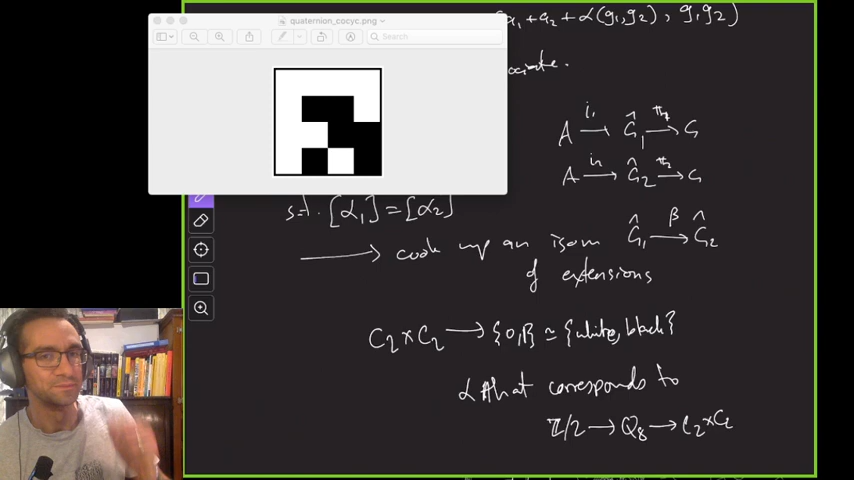 quaternion_cocyc.png
Search
α₁ + a₂ + α(g₁,g₂) , g₁g₂)
A →(i₁) Ĝ₁ →(π₁) G
A →(i₂) Ĝ₂ →(π₂) G
s.t. [α₁] = [α₂]
⟶ cook up an isom Ĝ₁ →(β) Ĝ₂
of extensions
C₂×C₂ ⟶ {0,1} ≃ {white, black}
α that corresponds to
ℤ/2 → Q₈ → C₂×C₂